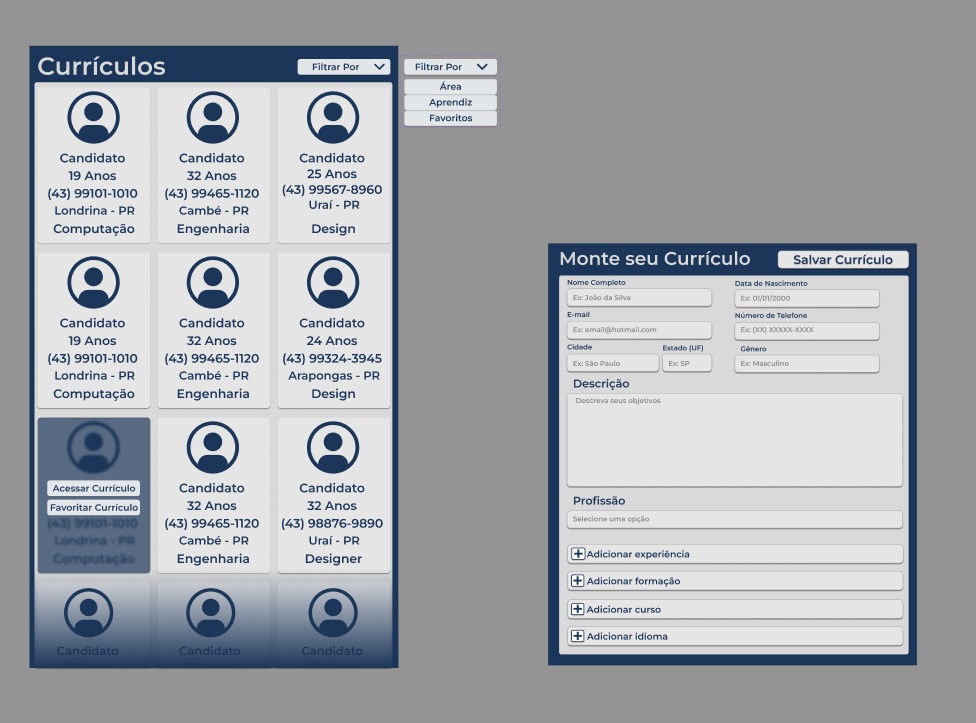 Currículos
Filtrar Por
Filtrar Por
Área
Aprendiz
Favoritos
Candidato
19 Anos
(43) 99101-1010
Londrina - PR
Computação
Candidato
32 Anos
(43) 99465-1120
Cambé - PR
Engenharia
Candidato
25 Anos
(43) 99567-8960
Uraí - PR
Design
Candidato
19 Anos
(43) 99101-1010
Londrina - PR
Computação
Candidato
32 Anos
(43) 99465-1120
Cambé - PR
Engenharia
Candidato
24 Anos
(43) 99324-3945
Arapongas - PR
Design
Acessar Currículo
Favoritar Currículo
(43) 99101-1010
Londrina - PR
Computação
Candidato
32 Anos
(43) 99465-1120
Cambé - PR
Engenharia
Candidato
32 Anos
(43) 98876-9890
Uraí - PR
Designer
Candidato
Candidato
Candidato
Monte seu Currículo
Salvar Currículo
Nome Completo
Ex: João da Silva
Data de Nascimento
Ex: 01/01/2000
E-mail
Ex: email@hotmail.com
Número de Telefone
Ex: (XX) XXXXX-XXXX
Cidade
Ex: São Paulo
Estado (UF)
Ex: SP
Gênero
Ex: Masculino
Descrição
Descreva seus objetivos
Profissão
Selecione uma opção
Adicionar experiência
Adicionar formação
Adicionar curso
Adicionar idioma